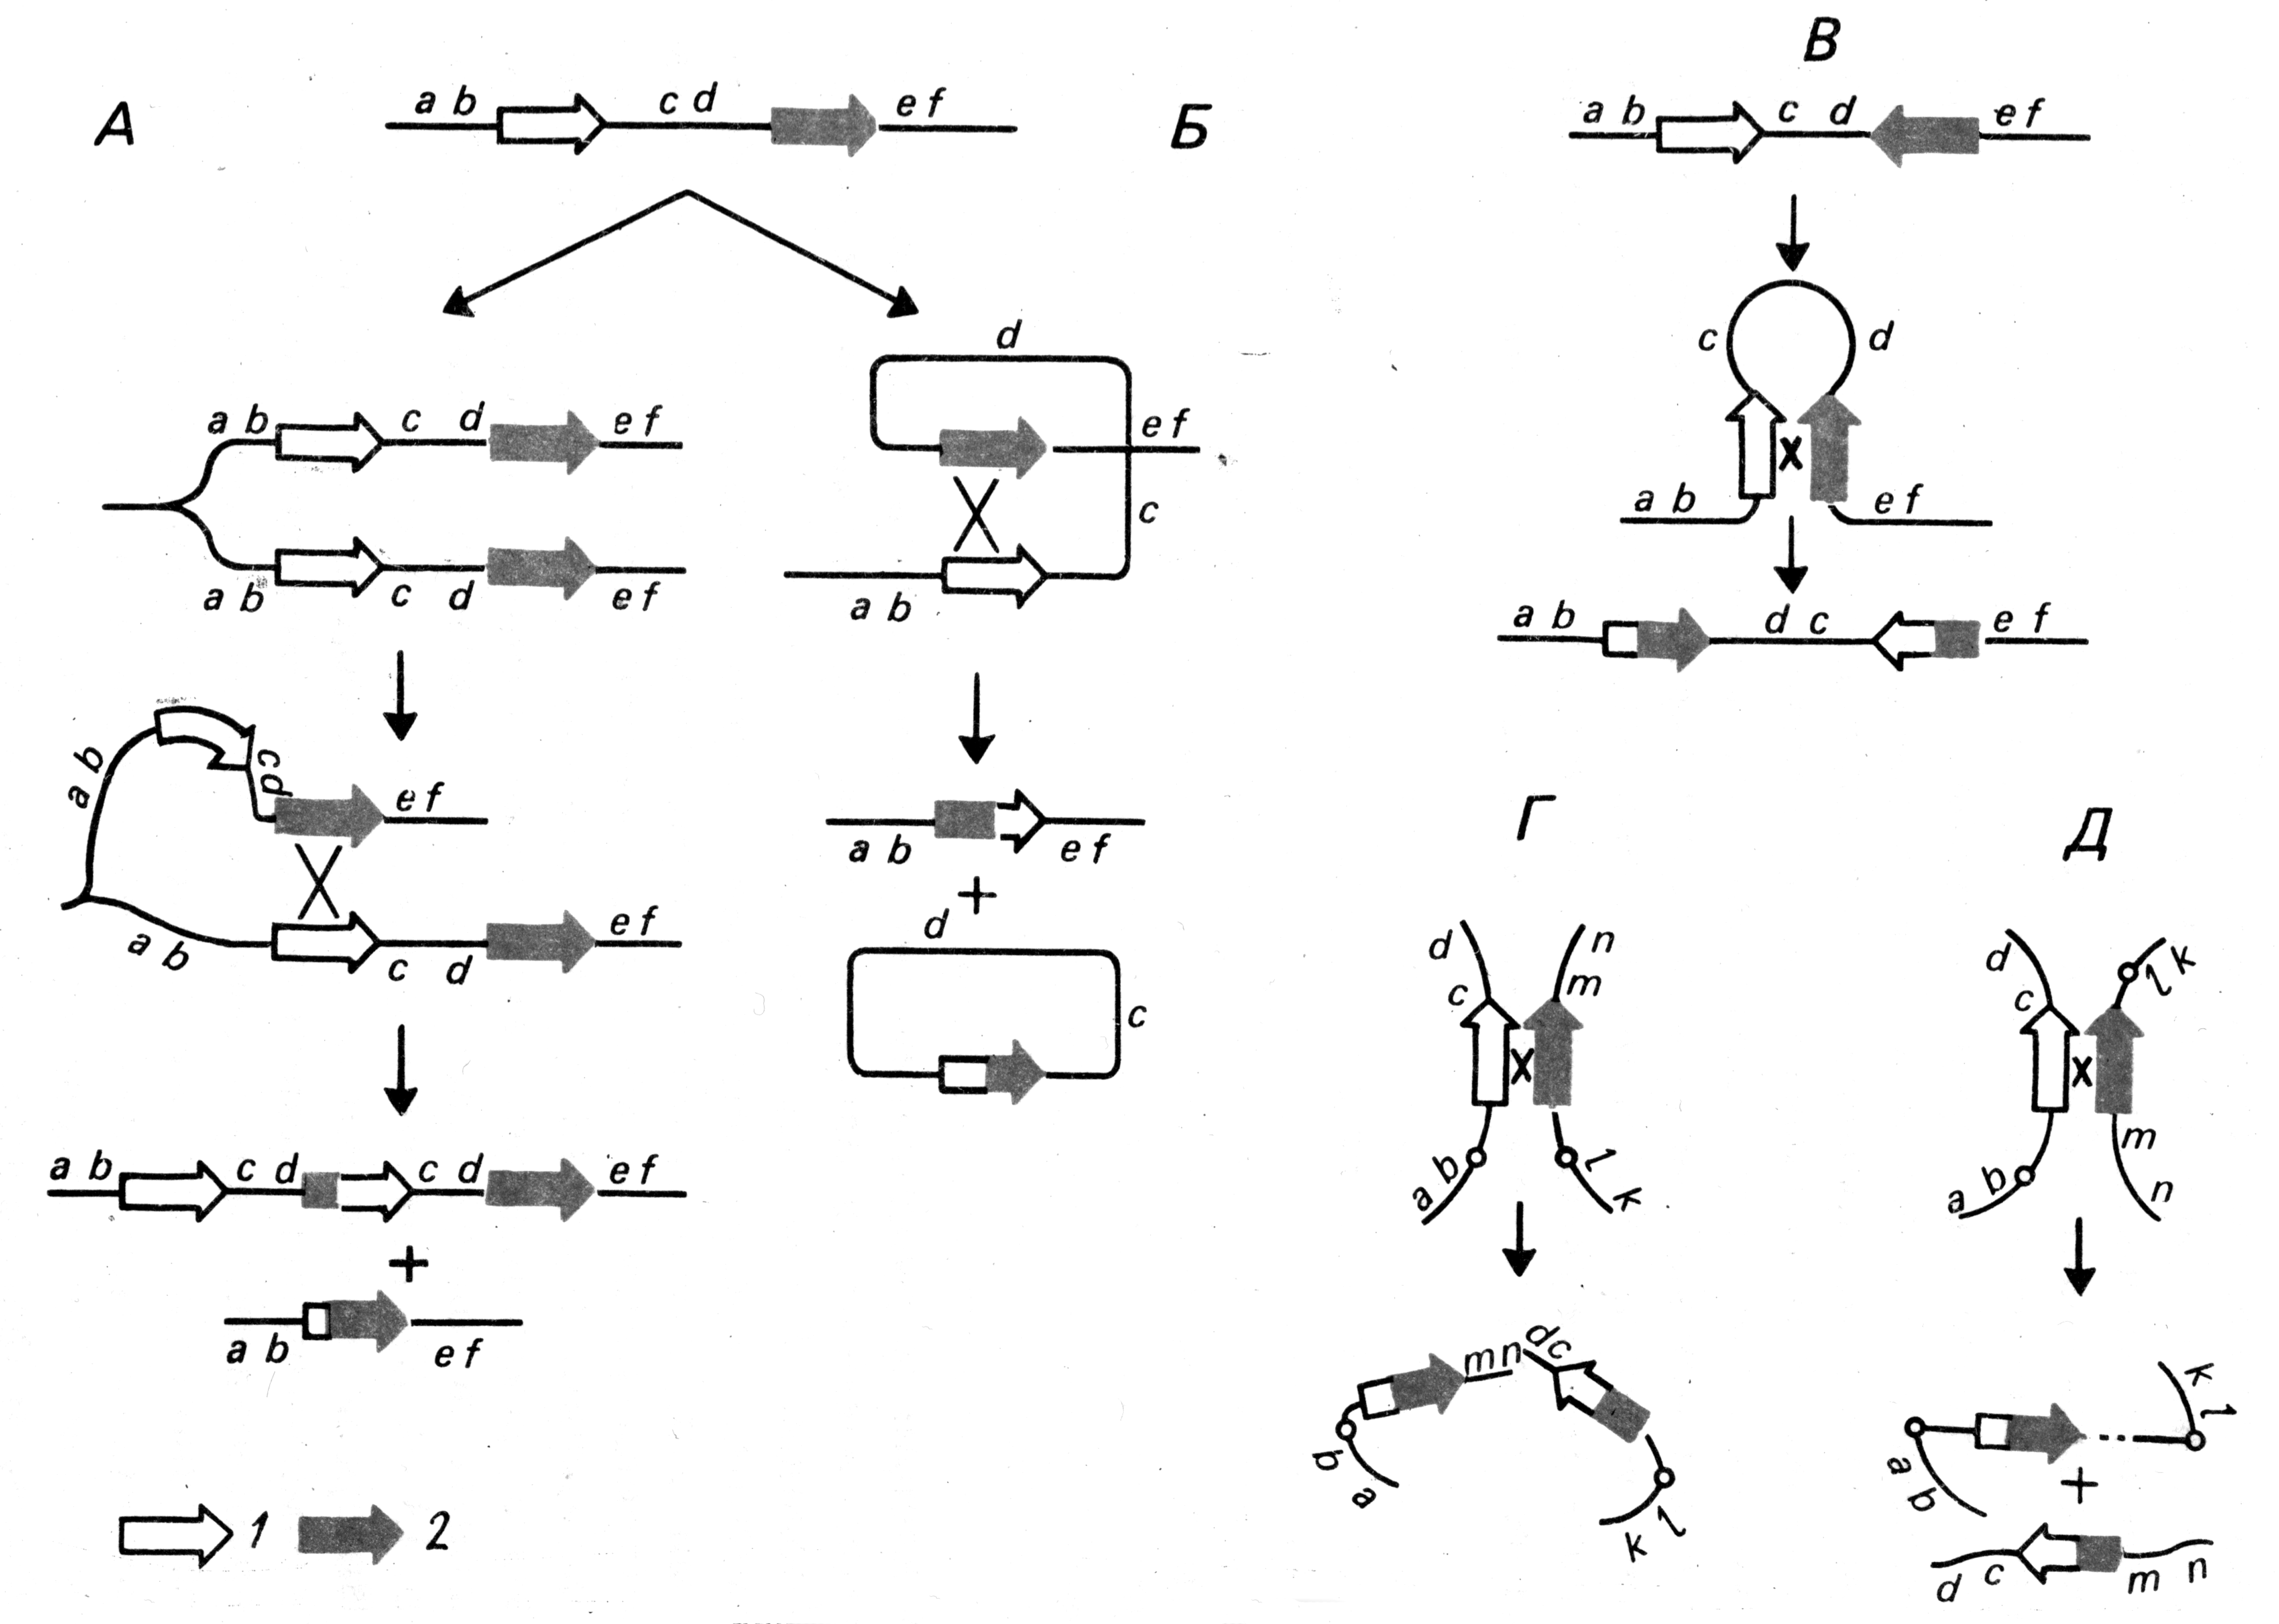 А
a b c d e f
Б
a b c d e f
a b c d e f
d
e f
c
a b
a b
c d
e f
a b c d e f
a b e f
+
d
c
a b c d c d e f
+
a b e f
1 2
В
a b c d e f
c d
X
a b e f
a b d c e f
Г
d n
c m
X
b l
a k
m n d c
b
a
l
k
Д
d k
c l
X
b m
a n
k
l
a
b
+
d c m n